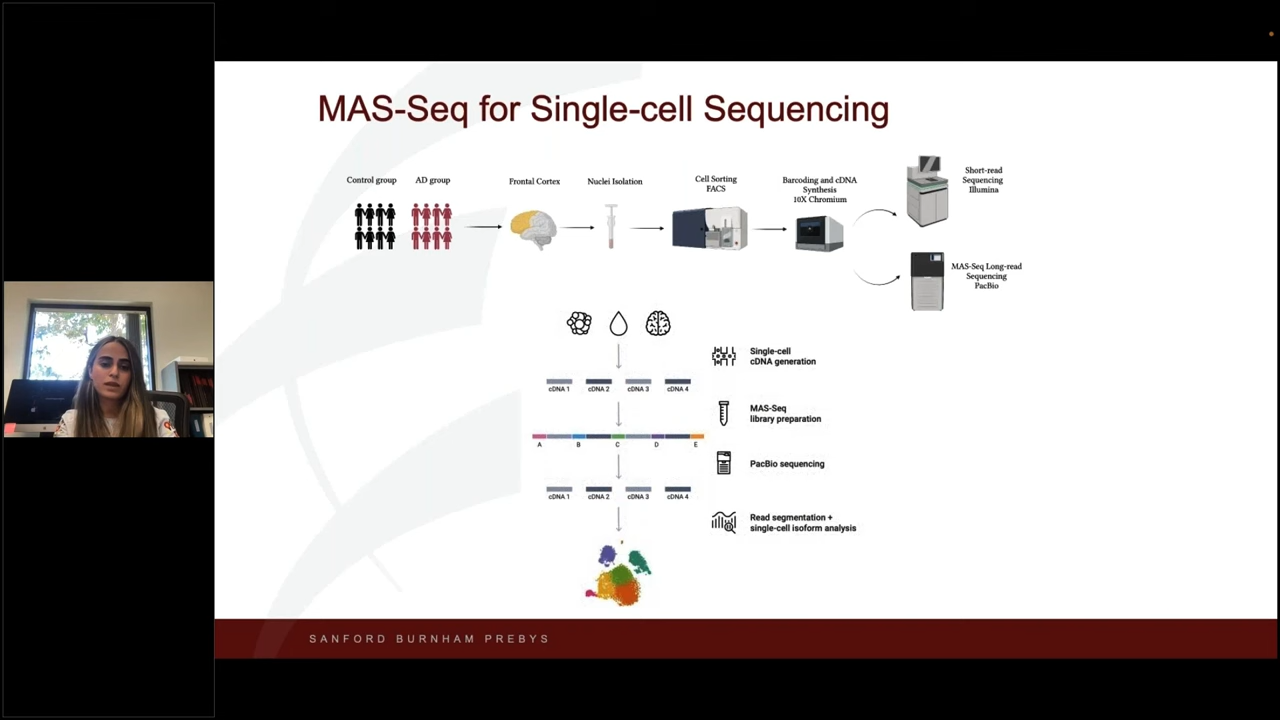 MAS-Seq for Single-cell Sequencing
Control group
AD group
Frontal Cortex
Nuclei Isolation
Cell Sorting
FACS
Barcoding and cDNA
Synthesis
10X Chromium
Short-read
Sequencing
Illumina
MAS-Seq Long-read
Sequencing
PacBio
Single-cell
cDNA generation
cDNA 1
cDNA 2
cDNA 3
cDNA 4
MAS-Seq
library preparation
A
B
C
D
E
PacBio sequencing
cDNA 1
cDNA 2
cDNA 3
cDNA 4
Read segmentation +
single-cell isoform analysis
SANFORD BURNHAM PREBYS